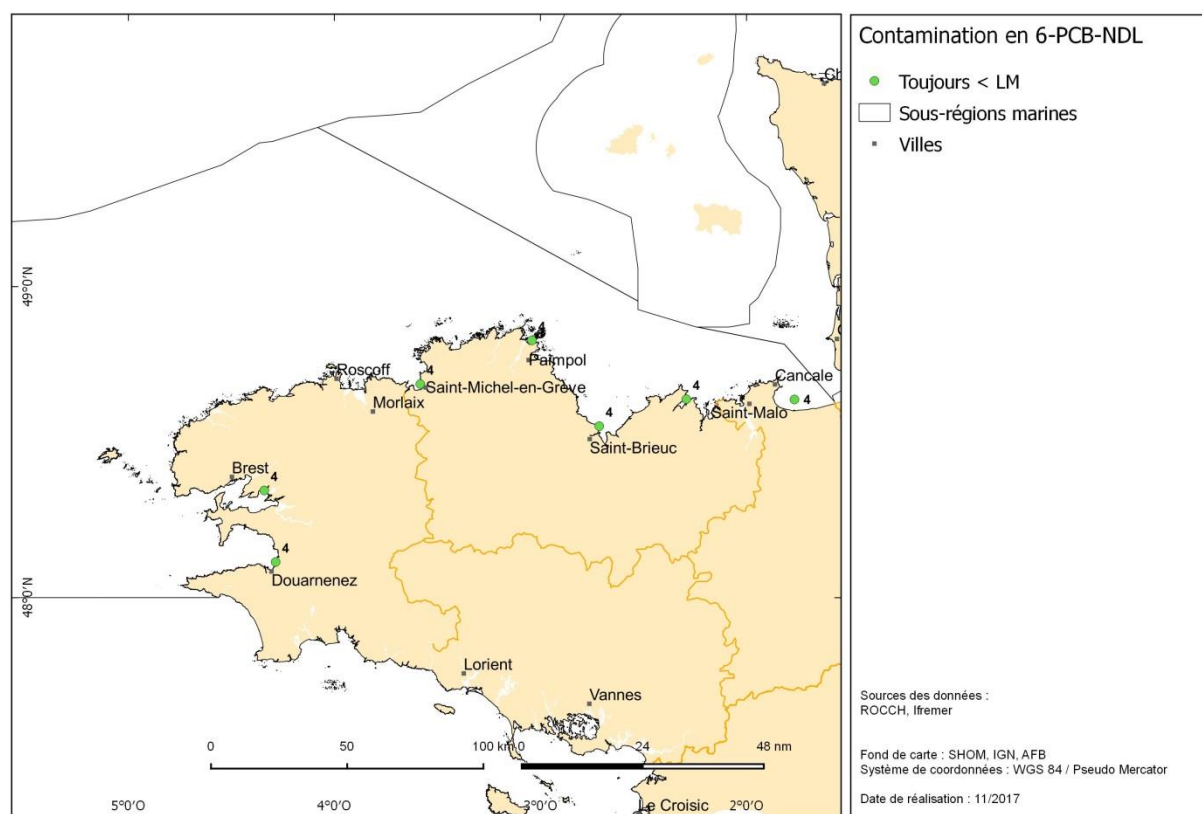 Contamination en 6-PCB-NDL
Toujours < LM
Sous-régions marines
Villes
Ch
49°0'N
48°0'N
4
Paimpol
4
Roscoff
Saint-Michel-en-Grève
Morlaix
4
Cancale
4
Saint-Malo
4
Saint-Brieuc
Brest
4
4
Douarnenez
Lorient
Vannes
0 50 100 km
0 24 48 nm
Le Croisic
5°0'O 4°0'O 3°0'O 2°0'O
Sources des données :
ROCCH, Ifremer
Fond de carte : SHOM, IGN, AFB
Système de coordonnées : WGS 84 / Pseudo Mercator
Date de réalisation : 11/2017